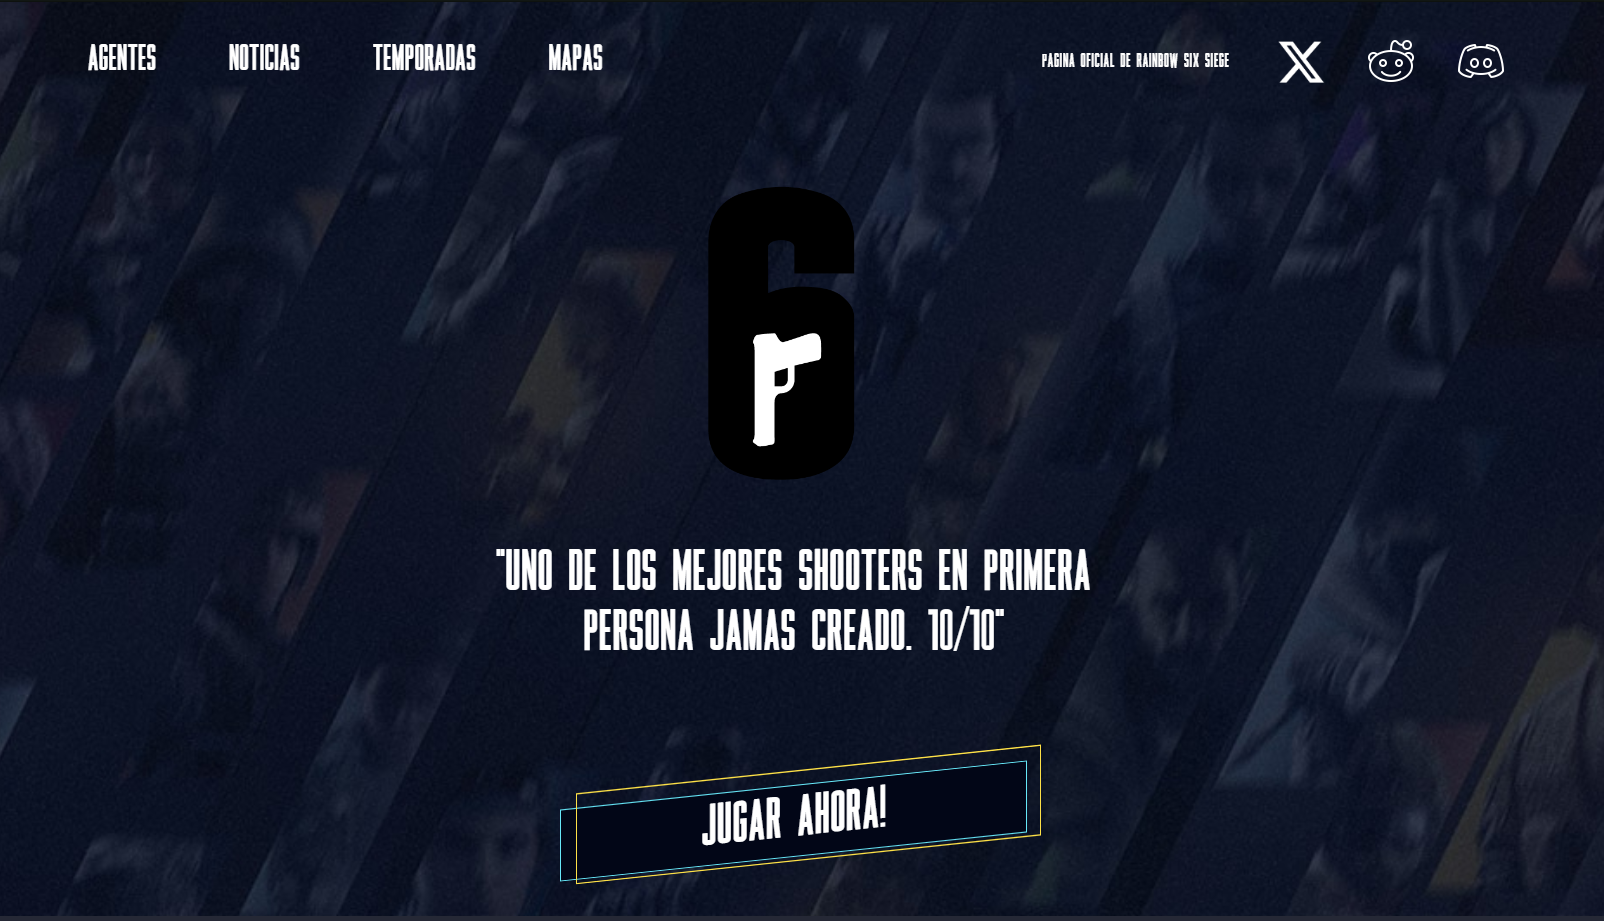 AGENTES NOTICIAS TEMPORADAS MAPAS PAGINA OFICIAL DE RAINBOW SIX SIEGE
6
"UNO DE LOS MEJORES SHOOTERS EN PRIMERA
PERSONA JAMAS CREADO. 10/10"
JUGAR AHORA!